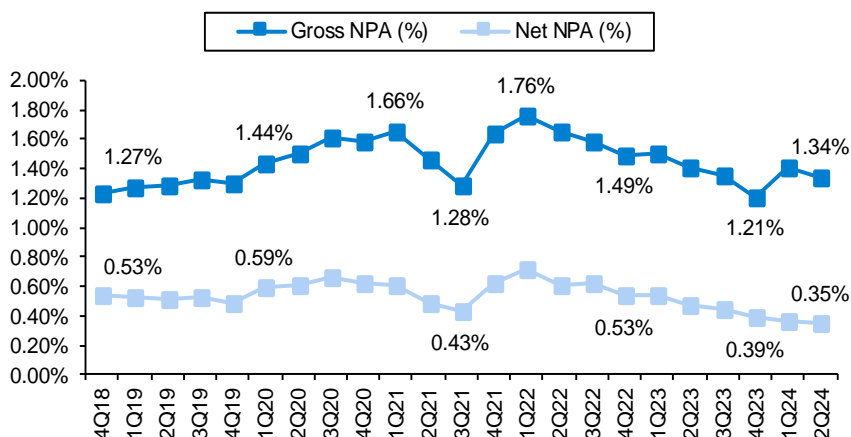 Gross NPA (%) Net NPA (%)
2.00%
1.80%
1.60%
1.40%
1.20%
1.00%
0.80%
0.60%
0.40%
0.20%
0.00%
1.27%
1.44%
1.66%
1.28%
1.76%
1.49%
1.21%
1.34%
0.53%
0.59%
0.43%
0.53%
0.39%
0.35%
4Q18
1Q19
2Q19
3Q19
4Q19
1Q20
2Q20
3Q20
4Q20
1Q21
2Q21
3Q21
4Q21
1Q22
2Q22
3Q22
4Q22
1Q23
2Q23
3Q23
4Q23
1Q24
2Q24